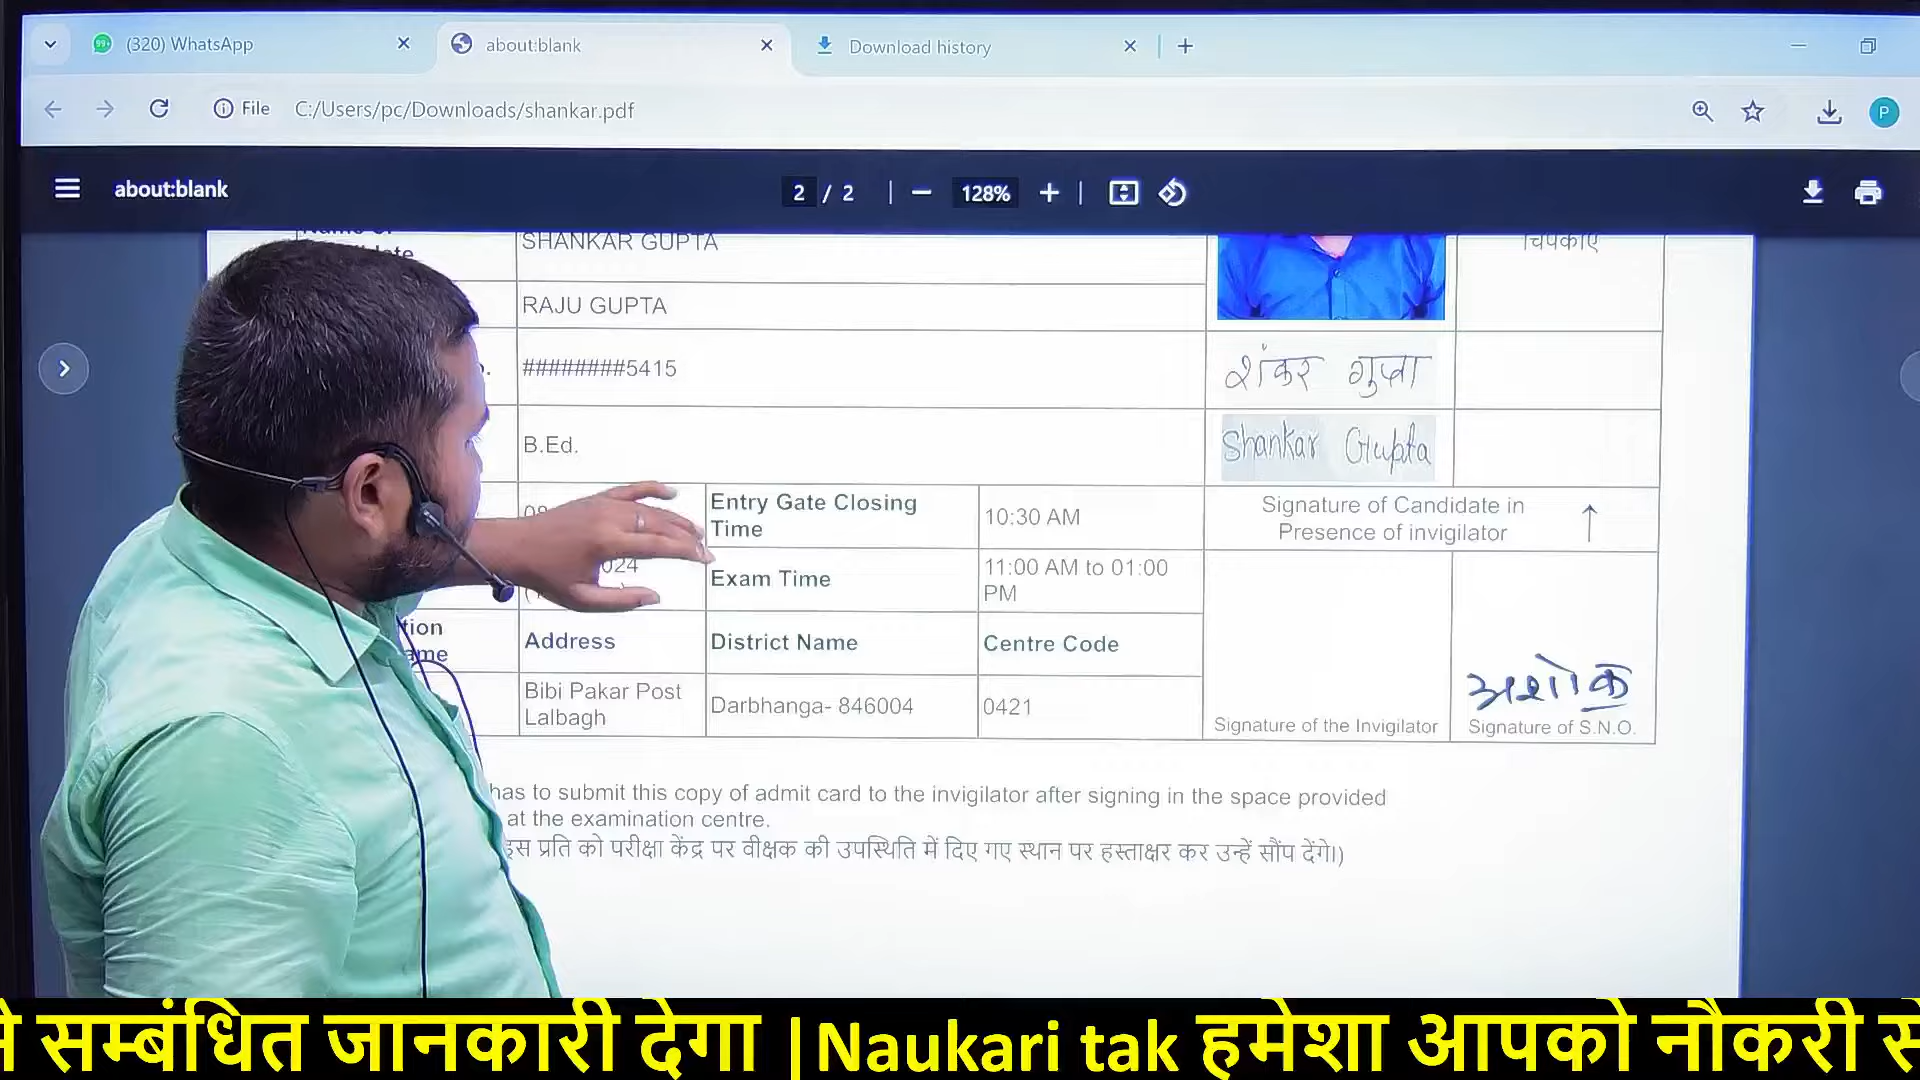 (320) WhatsApp
about:blank
Download history
File C:/Users/pc/Downloads/shankar.pdf
P
about:blank
2 / 2
128%
SHANKAR GUPTA
चिपकाए
RAJU GUPTA
########5415
शंकर गुप्ता
B.Ed.
Shankar Gupta
Entry Gate Closing
Time
10:30 AM
Signature of Candidate in
Presence of invigilator
Exam Time
11:00 AM to 01:00
PM
Address
District Name
Centre Code
Bibi Pakar Post
Lalbagh
Darbhanga- 846004
0421
अशोक
Signature of the Invigilator
Signature of S.N.O.
has to submit this copy of admit card to the invigilator after signing in the space provided
at the examination centre.
इस प्रति को परीक्षा केंद्र पर वीक्षक की उपस्थिति में दिए गए स्थान पर हस्ताक्षर कर उन्हें सौंप देंगे।)
सम्बंधित जानकारी देगा |Naukari tak हमेशा आपको नौकरी